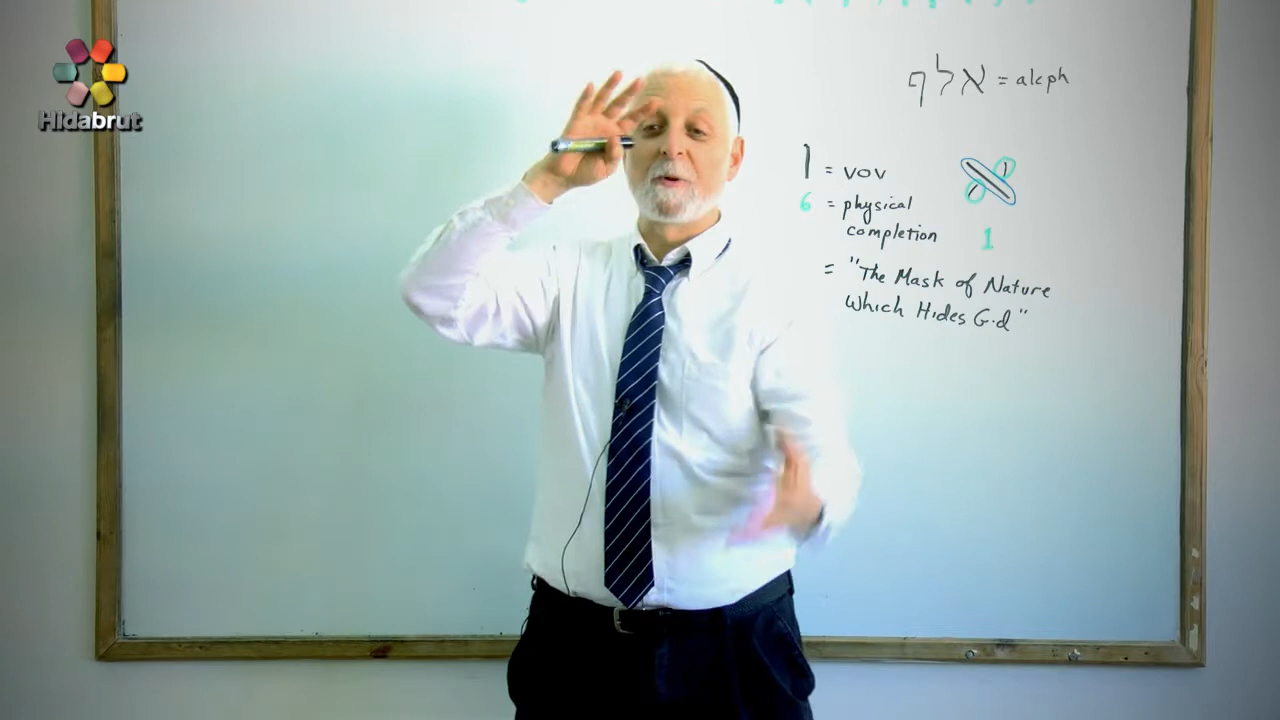 Hidabrut
אלף = aleph
ו = vov
6 = physical
completion
1
= "The Mask of Nature
Which Hides G-d"